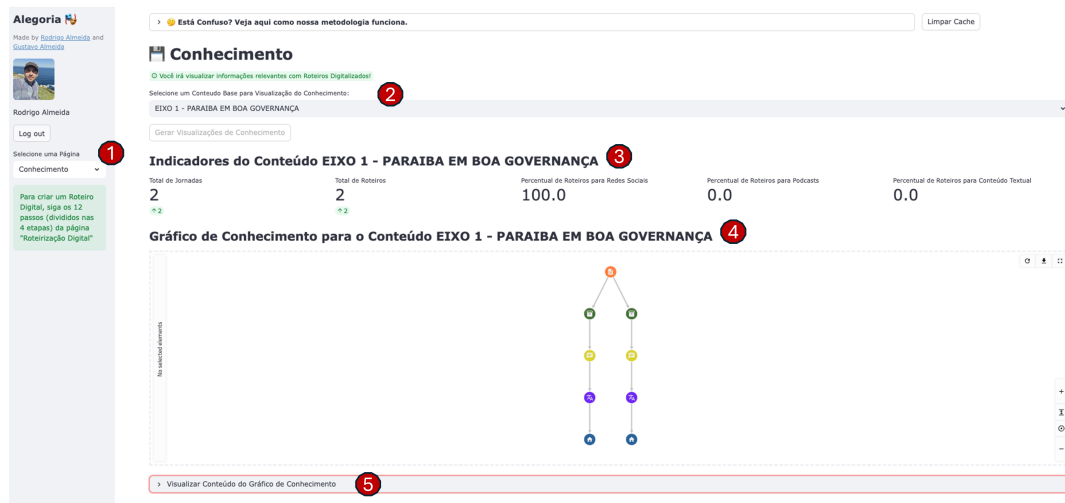 Alegoria
Made by Rodrigo Almeida and
Gustavo Almeida
Rodrigo Almeida
Log out
Selecione uma Página
1
Conhecimento
Para criar um Roteiro
Digital, siga os 12
passos (divididos nas
4 etapas) da página
"Roteirização Digital"
Está Confuso? Veja aqui como nossa metodologia funciona.
Limpar Cache
Conhecimento
Você irá visualizar informações relevantes com Roteiros Digitalizados!
Selecione um Conteudo Base para Visualização do Conhecimento:
2
EIXO 1 - PARAIBA EM BOA GOVERNANÇA
Gerar Visualizações de Conhecimento
Indicadores do Conteúdo EIXO 1 - PARAIBA EM BOA GOVERNANÇA
3
Total de Jornadas
2
↑ 2
Total de Roteiros
2
↑ 2
Percentual de Roteiros para Redes Sociais
100.0
Percentual de Roteiros para Podcasts
0.0
Percentual de Roteiros para Conteúdo Textual
0.0
Gráfico de Conhecimento para o Conteúdo EIXO 1 - PARAIBA EM BOA GOVERNANÇA
4
No selected elements
Visualizar Conteúdo do Gráfico de Conhecimento
5